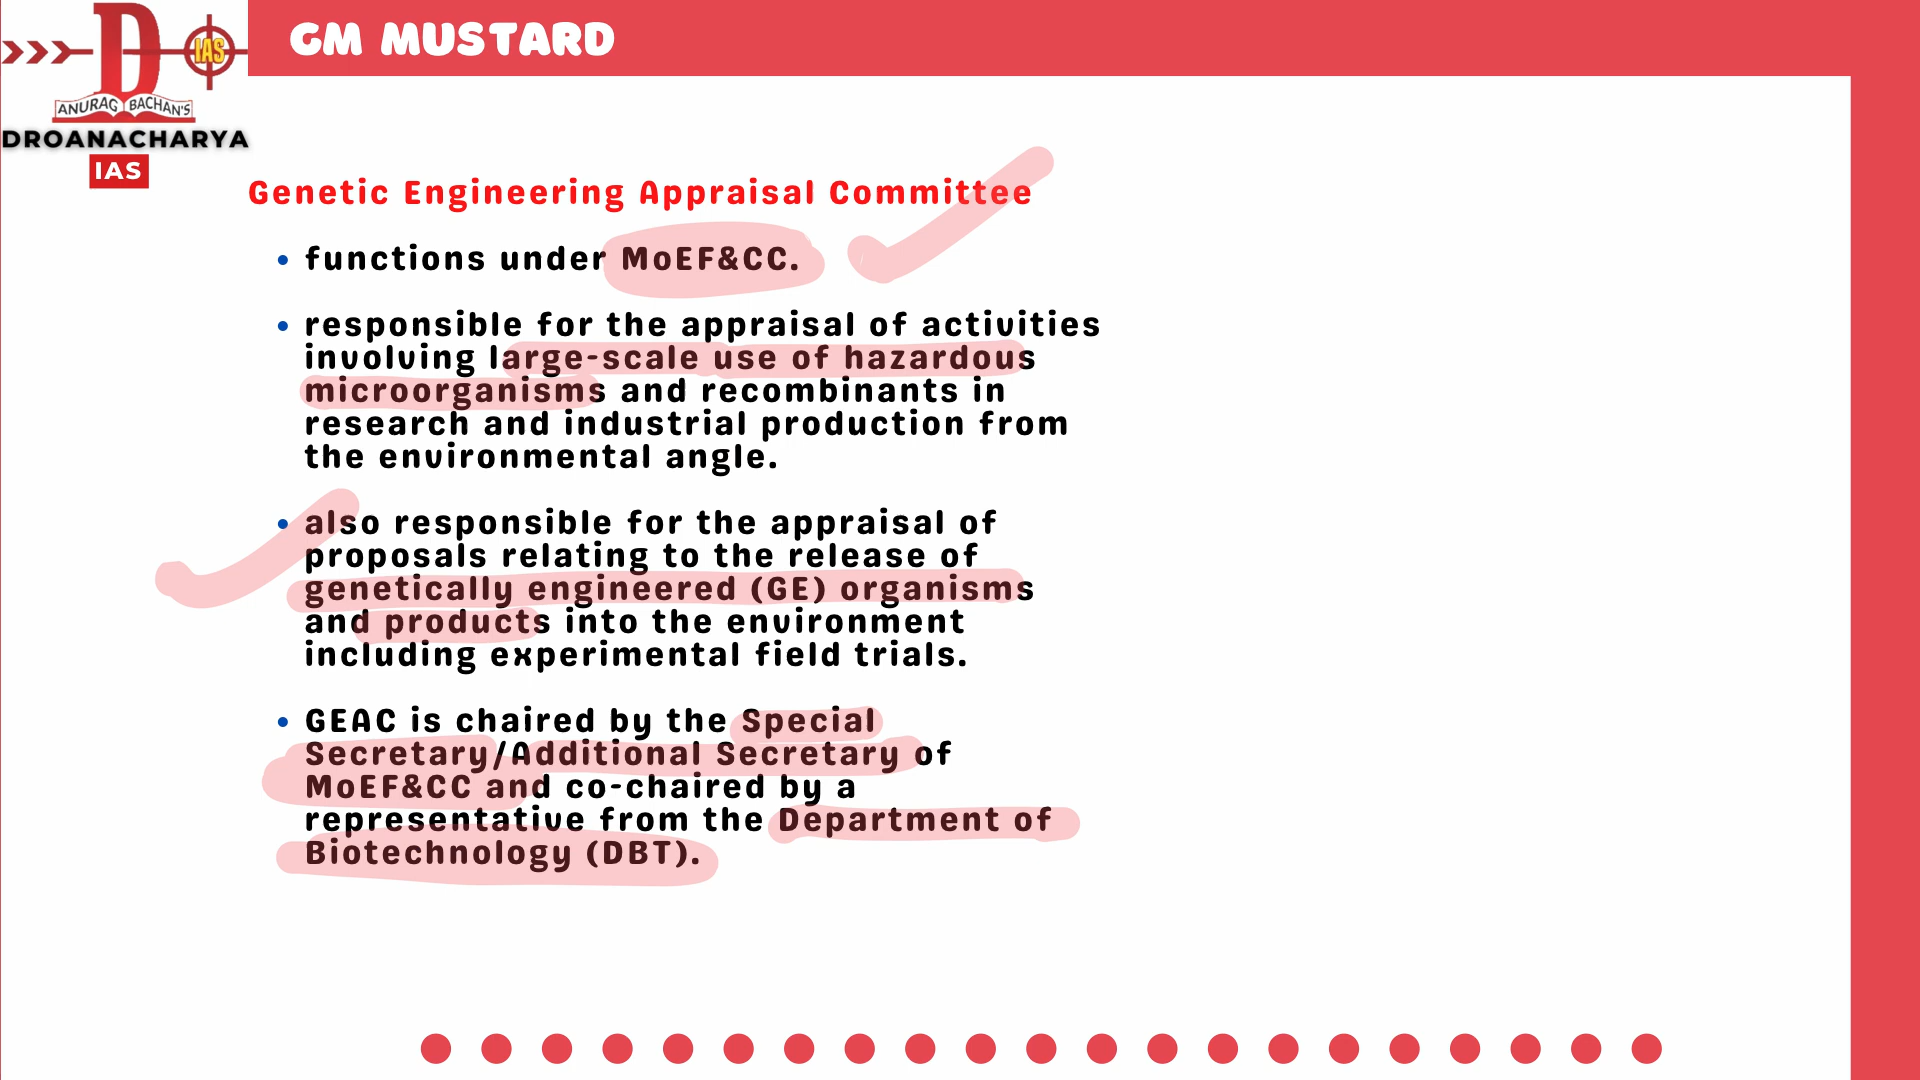 D
IAS
ANURAG BACHAN'S
DROANACHARYA
IAS
GM MUSTARD
Genetic Engineering Appraisal Committee
• functions under MoEF&CC.
• responsible for the appraisal of activities
involving large-scale use of hazardous
microorganisms and recombinants in
research and industrial production from
the environmental angle.
• also responsible for the appraisal of
proposals relating to the release of
genetically engineered (GE) organisms
and products into the environment
including experimental field trials.
• GEAC is chaired by the Special
Secretary/Additional Secretary of
MoEF&CC and co-chaired by a
representative from the Department of
Biotechnology (DBT).